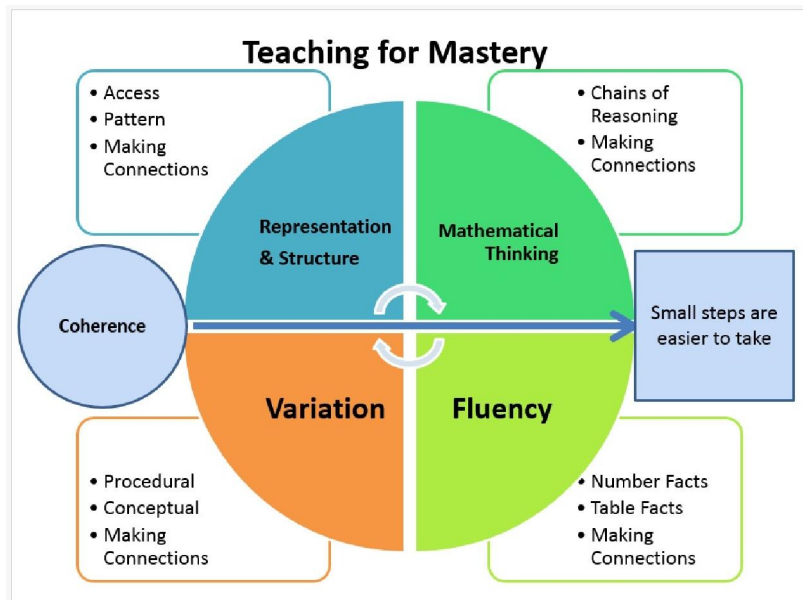 Teaching for Mastery
• Access
• Pattern
• Making
Connections
• Chains of
Reasoning
• Making
Connections
Representation
& Structure
Mathematical
Thinking
Coherence
Small steps are
easier to take
Variation
Fluency
• Procedural
• Conceptual
• Making
Connections
• Number Facts
• Table Facts
• Making
Connections